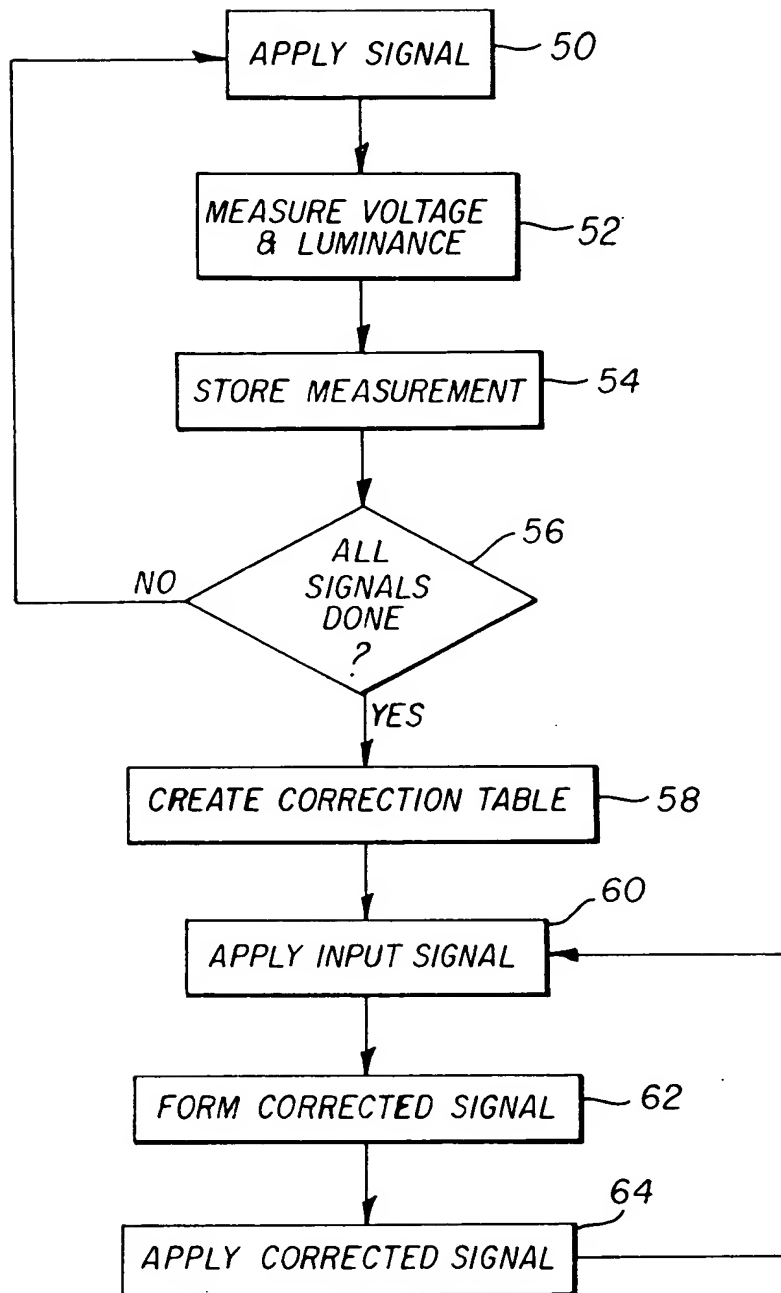 APPLY SIGNAL
50
MEASURE VOLTAGE
& LUMINANCE
52
STORE MEASUREMENT
54
56
ALL
SIGNALS
DONE
?
NO
YES
CREATE CORRECTION TABLE
58
60
APPLY INPUT SIGNAL
FORM CORRECTED SIGNAL
62
64
APPLY CORRECTED SIGNAL